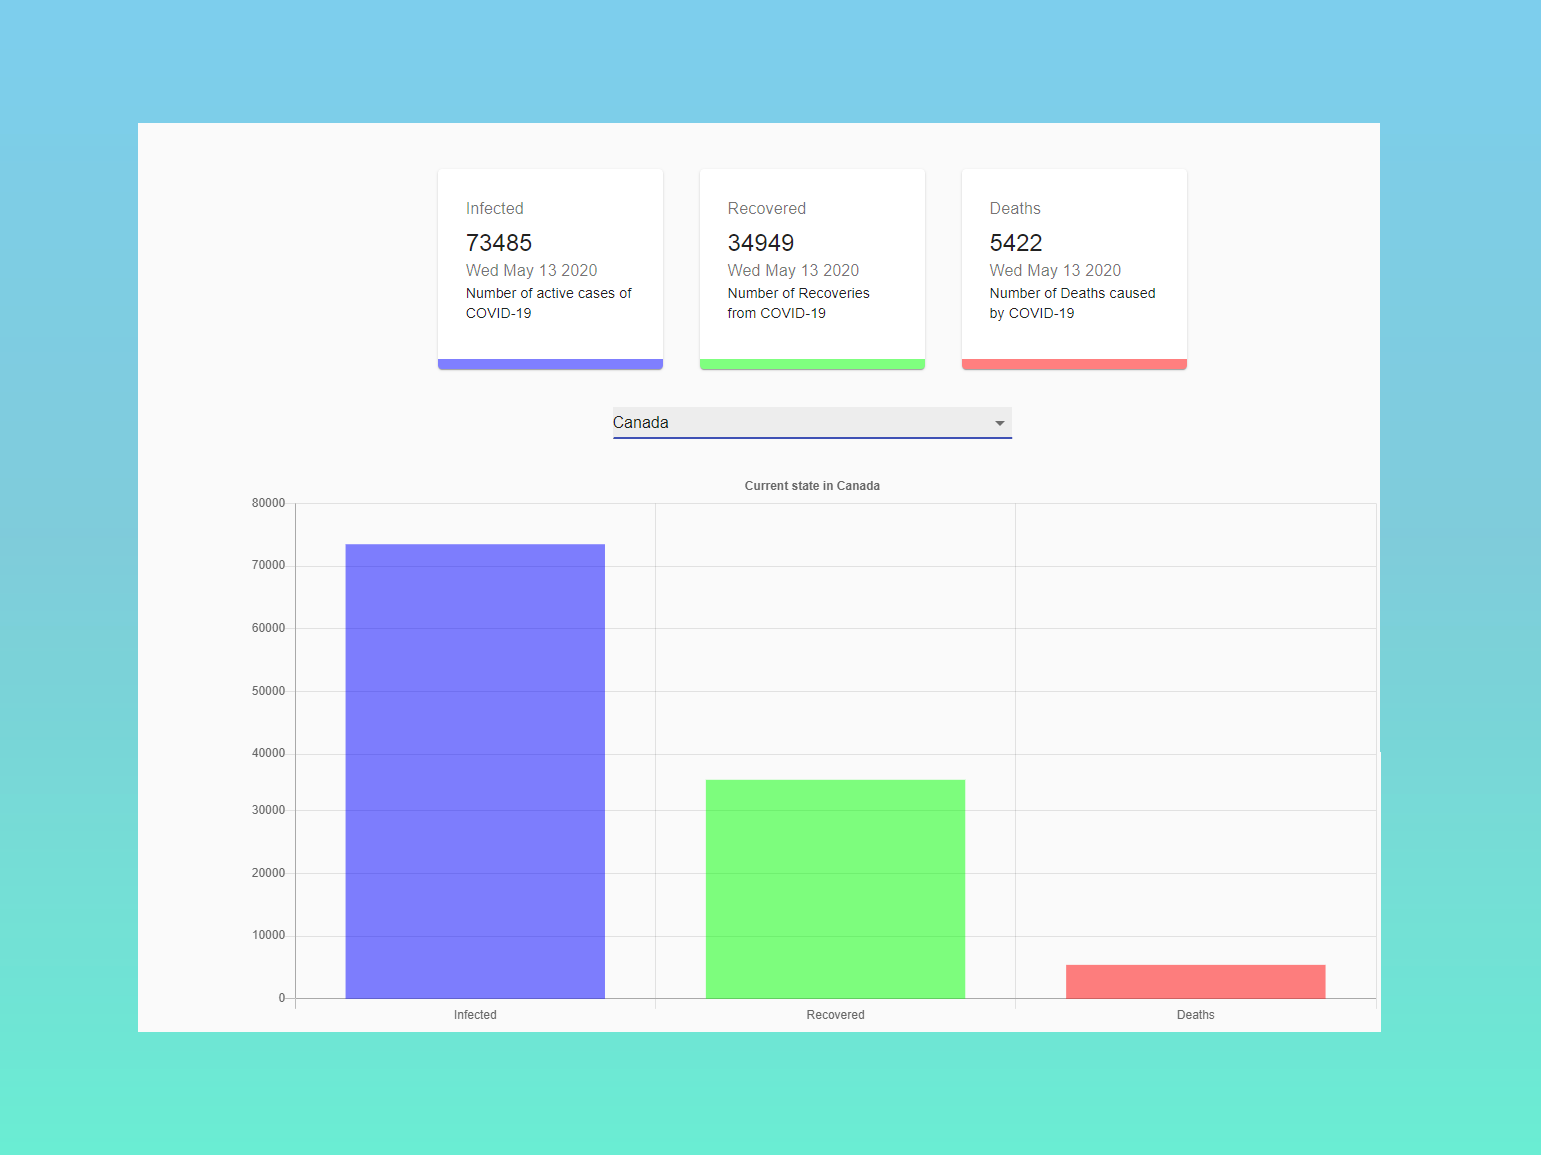 Infected
73485
Wed May 13 2020
Number of active cases of
COVID-19
Recovered
34949
Wed May 13 2020
Number of Recoveries
from COVID-19
Deaths
5422
Wed May 13 2020
Number of Deaths caused
by COVID-19
Canada
Current state in Canada
80000
70000
60000
50000
40000
30000
20000
10000
0
Infected
Recovered
Deaths